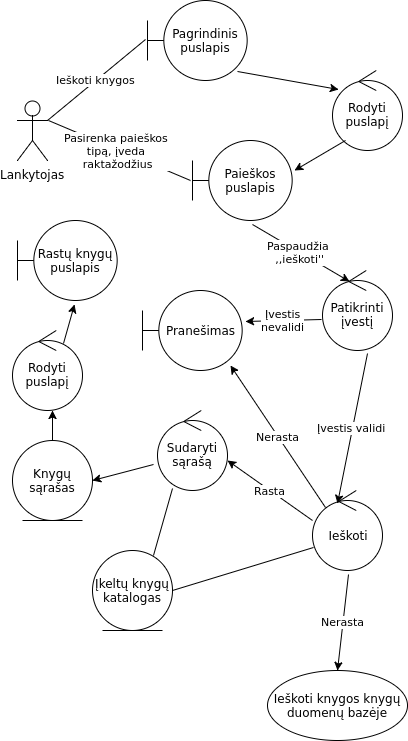 Pagrindinis
puslapis
Ieškoti knygos
Rodyti
puslapį
Lankytojas
Pasirenka paieškos
tipą, įveda
raktažodžius
Paieškos
puslapis
Paspaudžia
,,ieškoti''
Rastų knygų
puslapis
Patikrinti
įvestį
Įvestis
nevalidi
Pranešimas
Rodyti
puslapį
Įvestis validi
Nerasta
Sudaryti
sąrašą
Knygų
sąrašas
Rasta
Ieškoti
Įkeltų knygų
katalogas
Nerasta
Ieškoti knygos knygų
duomenų bazėje